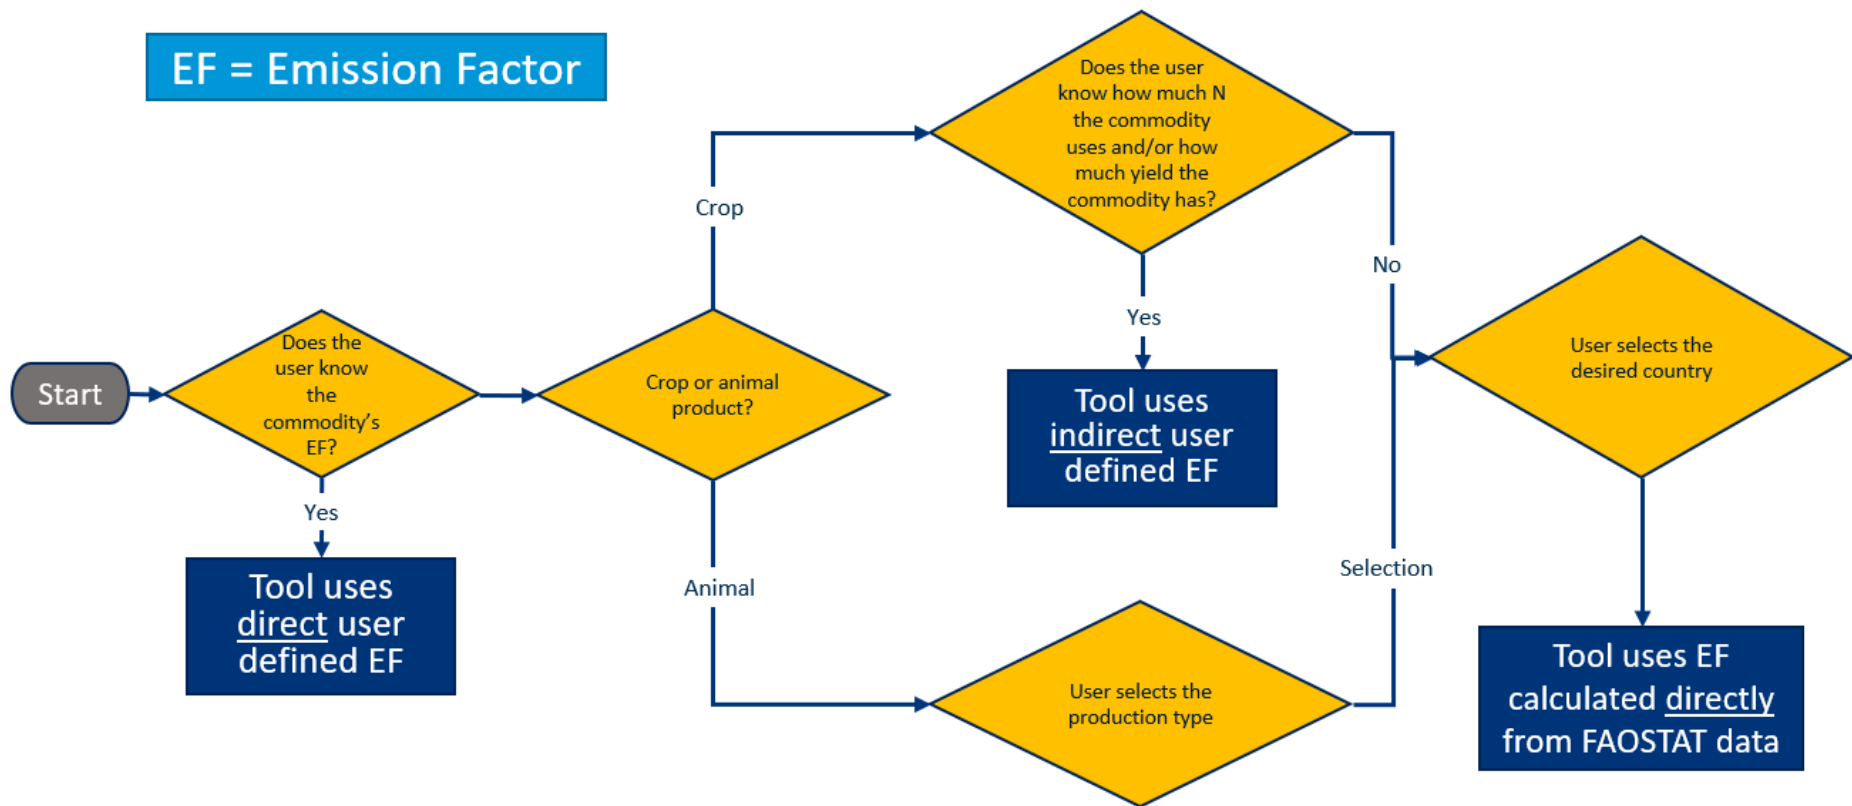 EF = Emission Factor
Start
Does the
user know
the
commodity’s
EF?
Yes
Tool uses
direct user
defined EF
Crop or animal
product?
Crop
Does the user
know how much N
the commodity
uses and/or how
much yield the
commodity has?
Yes
Tool uses
indirect user
defined EF
No
Animal
User selects the
production type
Selection
User selects the
desired country
Tool uses EF
calculated directly
from FAOSTAT data